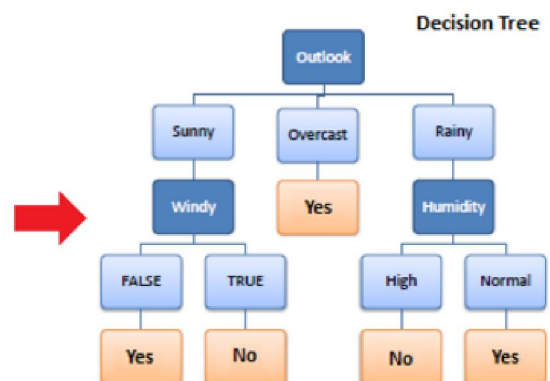 Decision Tree
Outlook
Sunny Overcast Rainy
Windy Yes Humidity
FALSE TRUE High Normal
Yes No No Yes